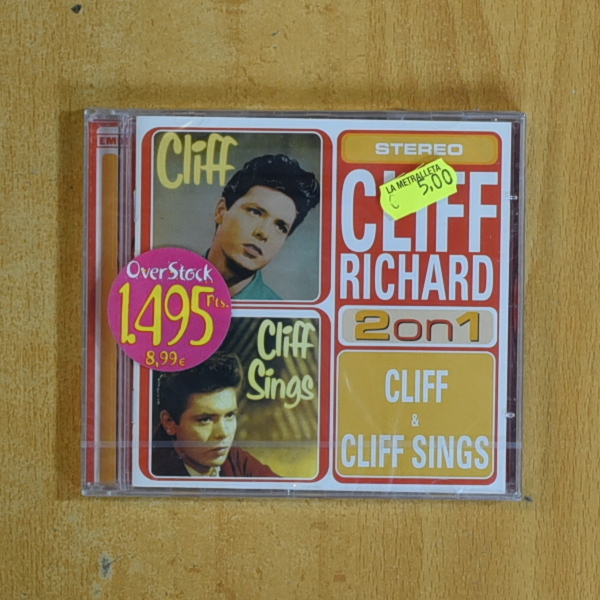 EMI
Cliff
STEREO
LA METRALLETA
€ 5,00
CLIFF
RICHARD
2on1
OverStock
1.495 Pts.
8,99€
Cliff
Sings
CLIFF
&
CLIFF SINGS